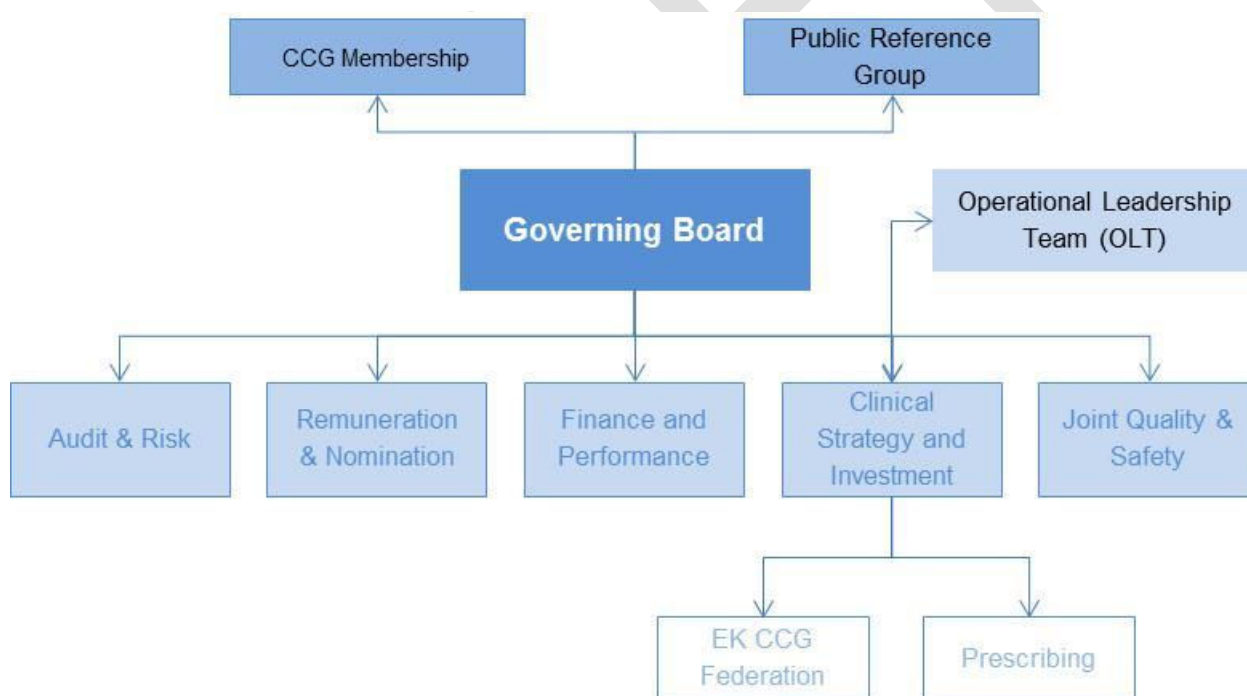 CCG Membership
Public Reference
Group
Governing Board
Operational Leadership
Team (OLT)
Audit & Risk
Remuneration
& Nomination
Finance and
Performance
Clinical
Strategy and
Investment
Joint Quality &
Safety
EK CCG
Federation
Prescribing